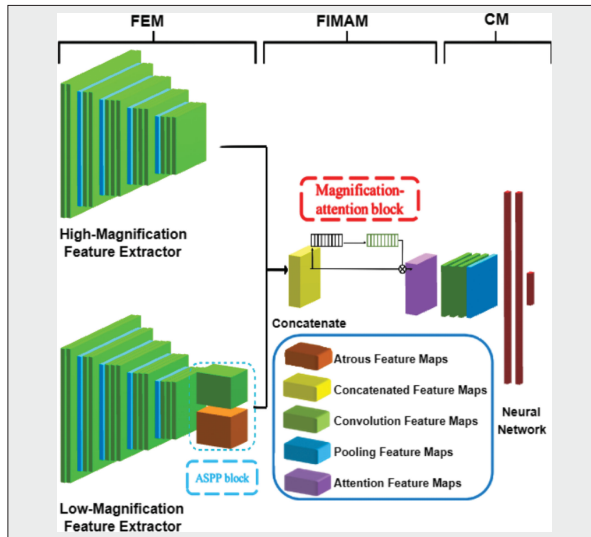 FEM FIMAM CM
High-Magnification
Feature Extractor
Magnification-
attention block
Concatenate
Atrous Feature Maps
Concatenated Feature Maps
Convolution Feature Maps
Pooling Feature Maps
Attention Feature Maps
Neural
Network
ASPP block
Low-Magnification
Feature Extractor